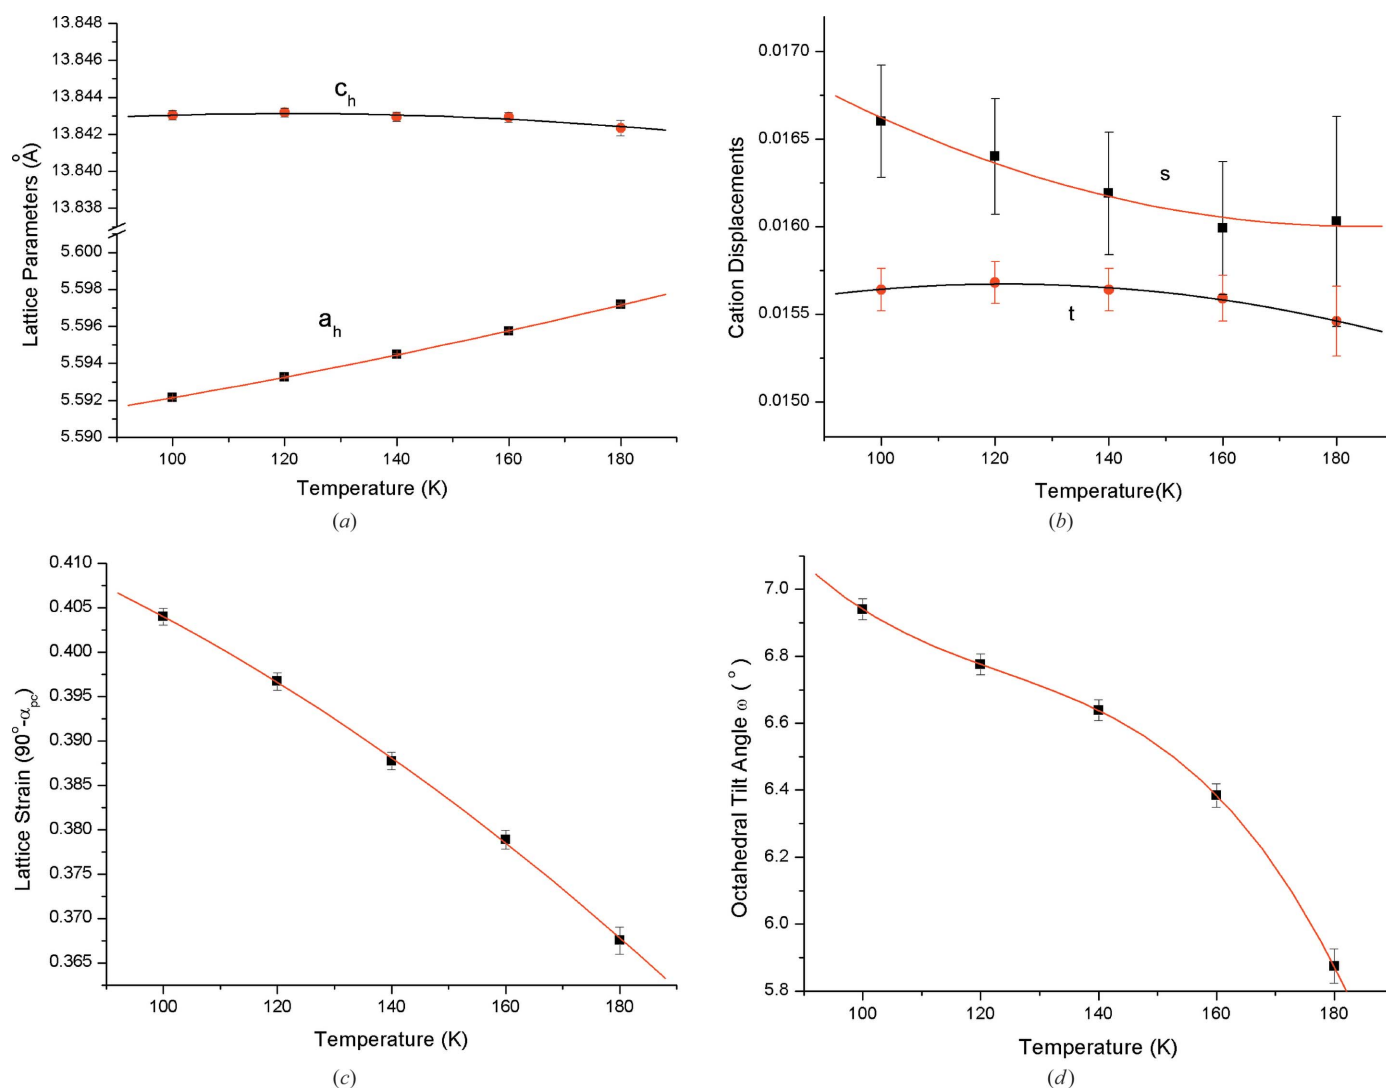 13.848
13.846
13.844
13.842
13.840
13.838
5.600
5.598
5.596
5.594
5.592
5.590
Lattice Parameters (Å)
c_h
a_h
100 120 140 160 180
Temperature (K)
(a)
0.0170
0.0165
0.0160
0.0155
0.0150
Cation Displacements
s
t
100 120 140 160 180
Temperature(K)
(b)
0.410
0.405
0.400
0.395
0.390
0.385
0.380
0.375
0.370
0.365
Lattice Strain (90°-α_pc)
100 120 140 160 180
Temperature (K)
(c)
7.0
6.8
6.6
6.4
6.2
6.0
5.8
Octahedral Tilt Angle ω ( ° )
100 120 140 160 180
Temperature (K)
(d)